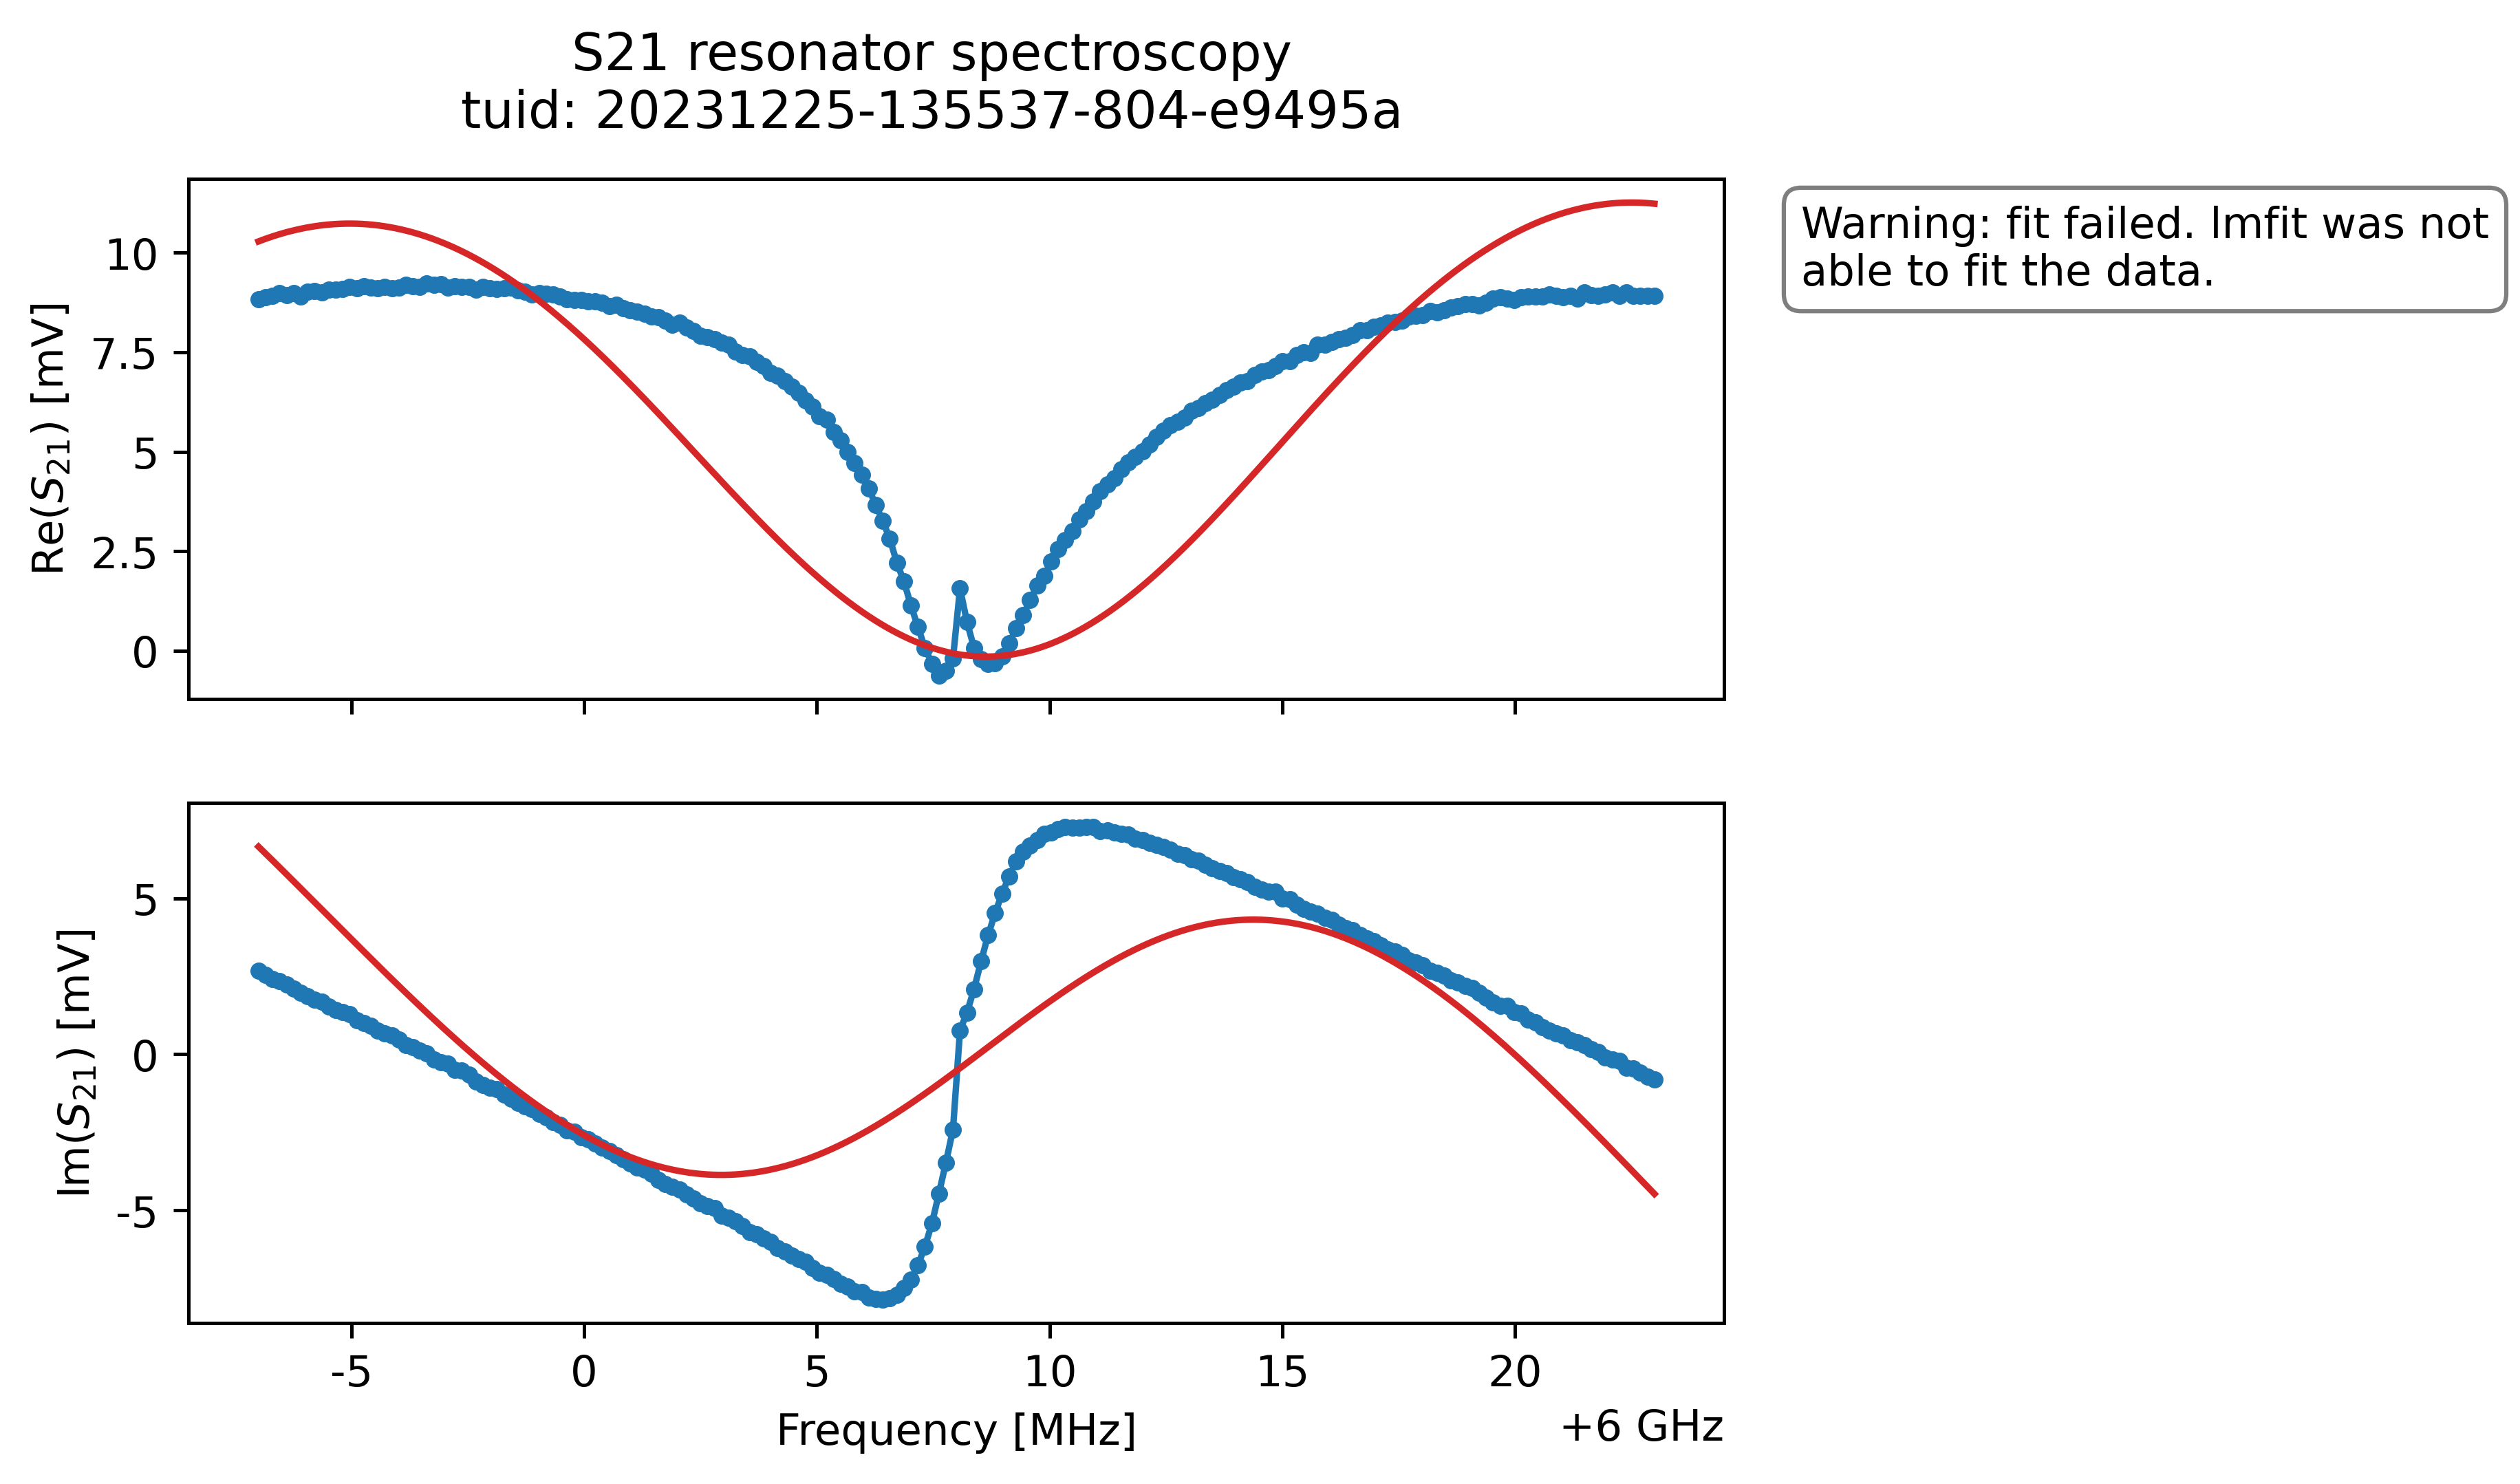 S21 resonator spectroscopy
tuid: 20231225-135537-804-e9495a
Warning: fit failed. lmfit was not
able to fit the data.
Re(S21) [mV]
10
7.5
5
2.5
0
Im(S21) [mV]
5
0
-5
-5
0
5
10
15
20
Frequency [MHz]
+6 GHz